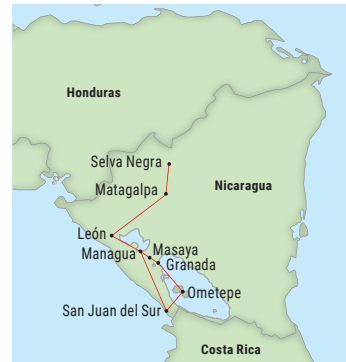 Honduras
Selva Negra
Matagalpa
Nicaragua
León
Managua
Masaya
Granada
Ometepe
San Juan del Sur
Costa Rica